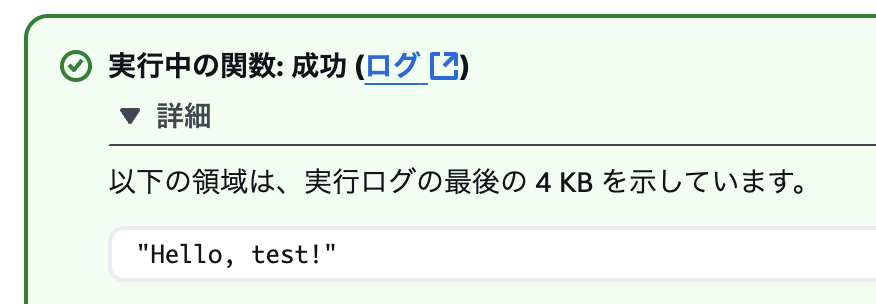 実行中の関数: 成功 (ログ)
詳細
以下の領域は、実行ログの最後の 4 KB を示しています。
"Hello, test!"